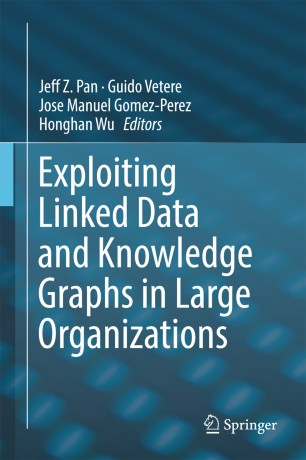 Jeff Z. Pan · Guido Vetere
Jose Manuel Gomez-Perez
Honghan Wu Editors
Exploiting
Linked Data
and Knowledge
Graphs in Large
Organizations
Springer